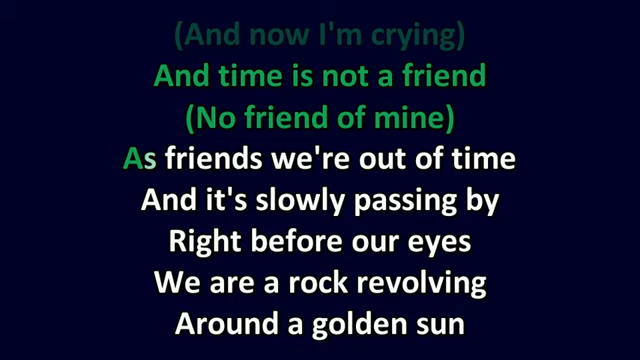 (And now I'm crying)
And time is not a friend
(No friend of mine)
As friends we're out of time
And it's slowly passing by
Right before our eyes
We are a rock revolving
Around a golden sun